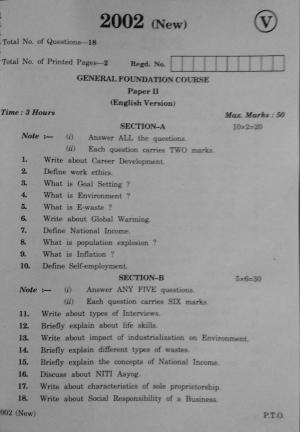 2002 (New)
V
Total No. of Questions—18
Total No. of Printed Pages—2 Regd. No.
GENERAL FOUNDATION COURSE
Paper II
(English Version)
Time : 3 Hours Max. Marks : 50
SECTION–A 10×2=20
Note :— (i) Answer ALL the questions.
(ii) Each question carries TWO marks.
1. Write about Career Development.
2. Define work ethics.
3. What is Goal Setting ?
4. What is Environment ?
5. What is E-waste ?
6. Write about Global Warming.
7. Define National Income.
8. What is population explosion ?
9. What is Inflation ?
10. Define Self-employment.
SECTION–B 5×6=30
Note :— (i) Answer ANY FIVE questions.
(ii) Each question carries SIX marks.
11. Write about types of Interviews.
12. Briefly explain about life skills.
13. Write about impact of industrialization on Environment.
14. Briefly explain different types of wastes.
15. Briefly explain the concepts of National Income.
16. Discuss about NITI Aayog.
17. Write about characteristics of sole proprietorship.
18. Write about Social Responsibility of a Business.
002 (New) P.T.O.